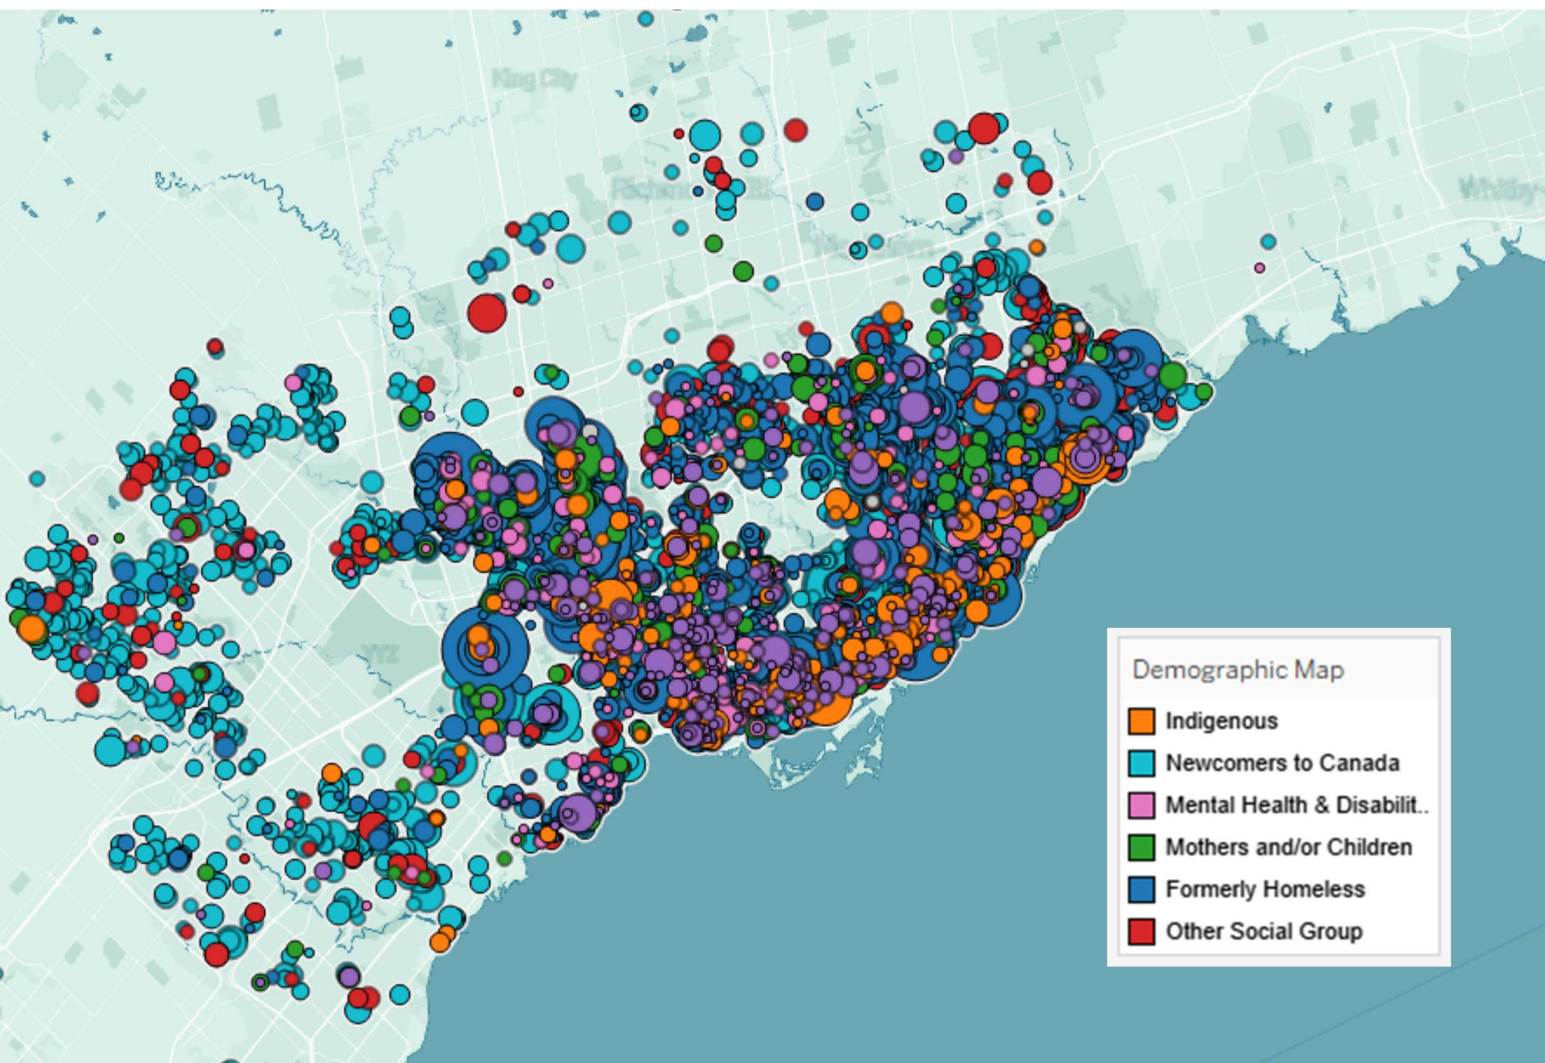 King City
Whitby
YYZ
Demographic Map
Indigenous
Newcomers to Canada
Mental Health & Disabilit..
Mothers and/or Children
Formerly Homeless
Other Social Group